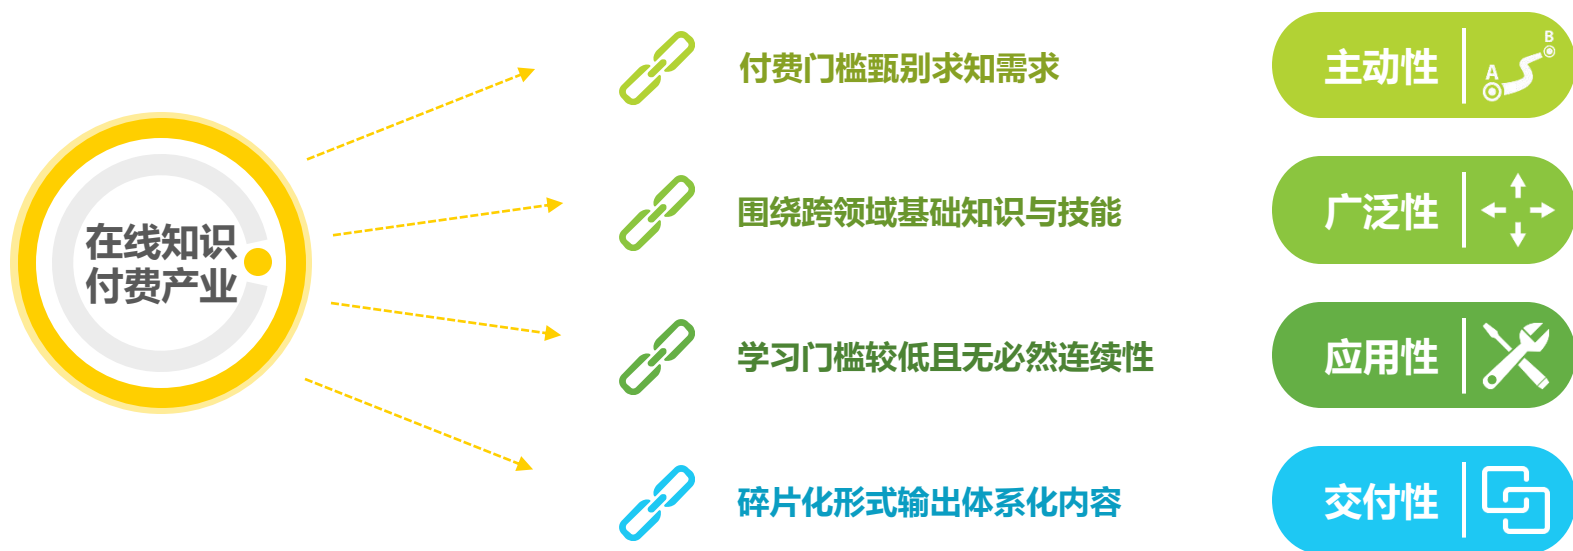 在线知识
付费产业
付费门槛甄别求知需求
主动性
A
B
围绕跨领域基础知识与技能
广泛性
学习门槛较低且无必然连续性
应用性
碎片化形式输出体系化内容
交付性